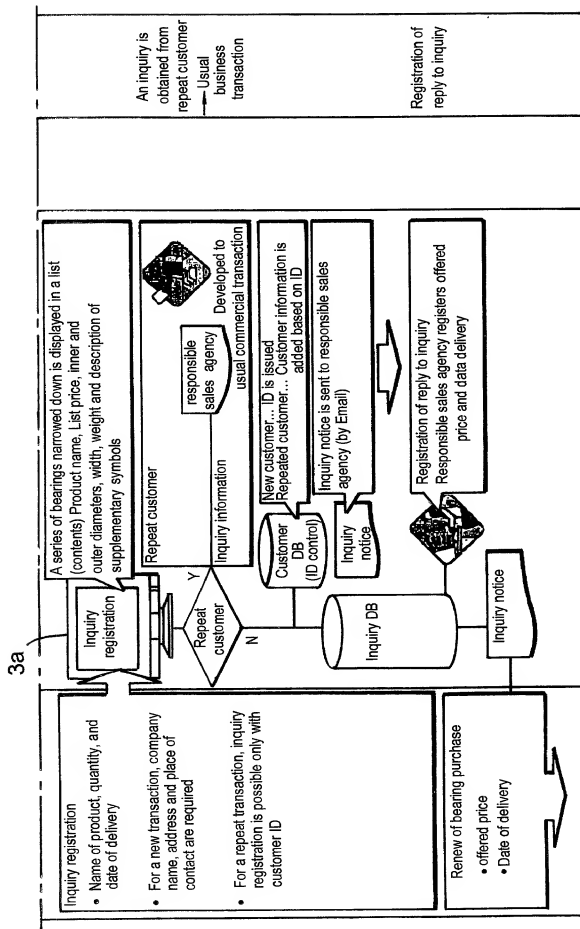 3a
Inquiry registration
• Name of product, quantity, and
date of delivery
• For a new transaction, company
name, address and place of
contact are required
• For a repeat transaction, inquiry
registration is possible only with
customer ID
Renew of bearing purchase
• offered price
• Date of delivery
Inquiry
registration
Repeat
customer
Y
N
Customer
DB
(ID control)
Inquiry DB
Inquiry
notice
Inquiry notice
A series of bearings narrowed down is displayed in a list
(contents) Product name, List price, inner and
outer diameters, width, weight and description of
supplementary symbols
Repeat customer
Inquiry information
responsible
sales agency
Developed to
usual commercial transaction
New customer... ID is issued
Repeated customer... Customer information is
added based on ID
Inquiry notice is sent to responsible sales
agency (by Email)
Registration of reply to inquiry
Responsible sales agency registers offered
price and data delivery
An inquiry is
obtained from
repeat customer
→ Usual
business
transaction
Registration of
reply to inquiry